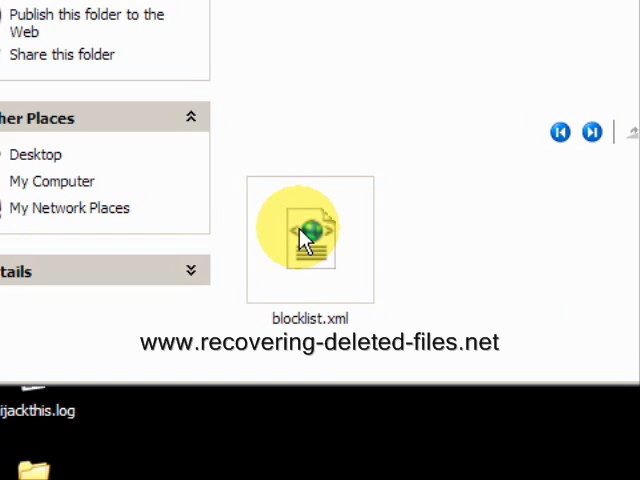 Publish this folder to the
Web
Share this folder
her Places
Desktop
My Computer
My Network Places
tails
blocklist.xml
www.recovering-deleted-files.net
ijackthis.log